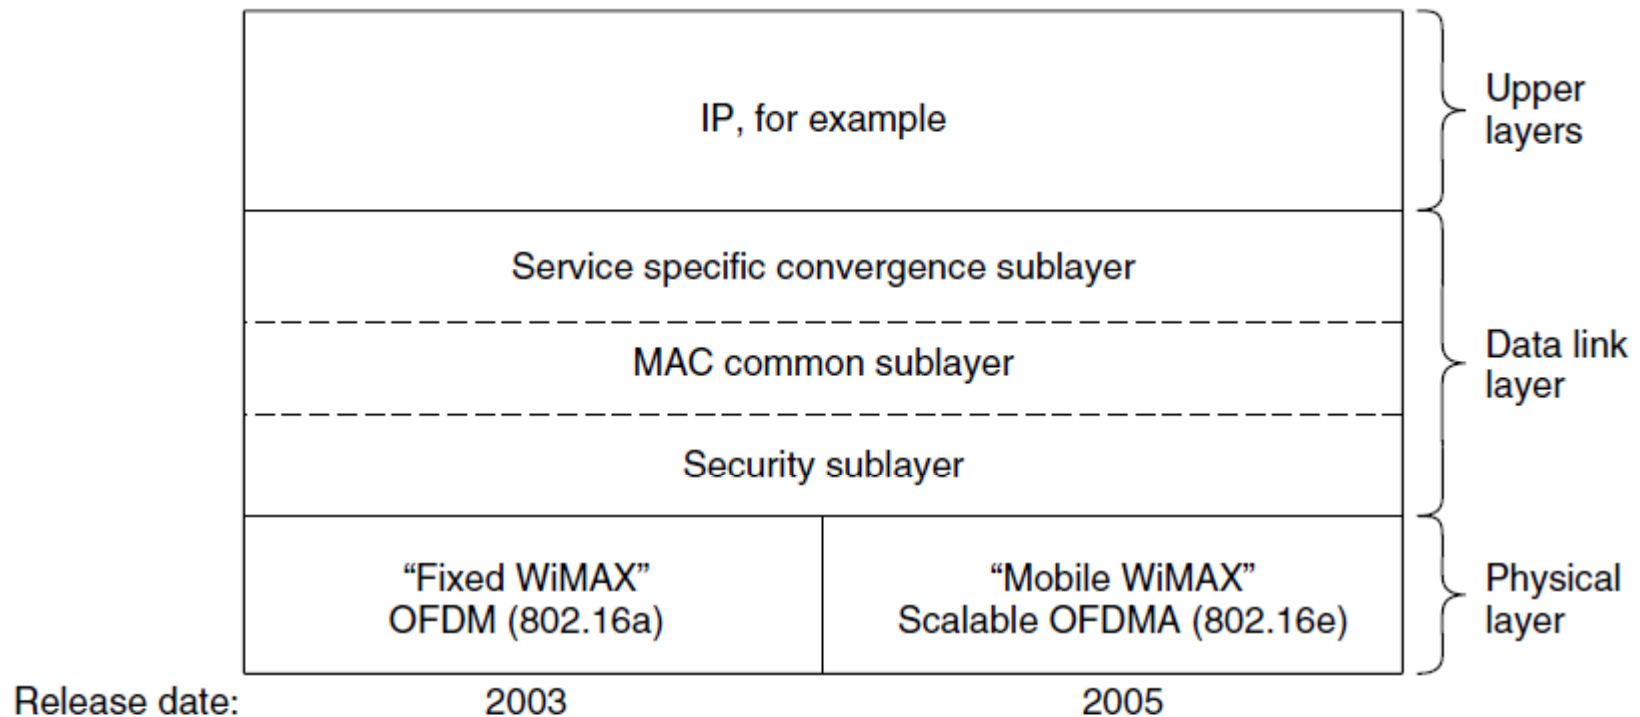 IP, for example
Upper
layers
Service specific convergence sublayer
MAC common sublayer
Data link
layer
Security sublayer
“Fixed WiMAX”
OFDM (802.16a)
“Mobile WiMAX”
Scalable OFDMA (802.16e)
Physical
layer
Release date: 2003 2005